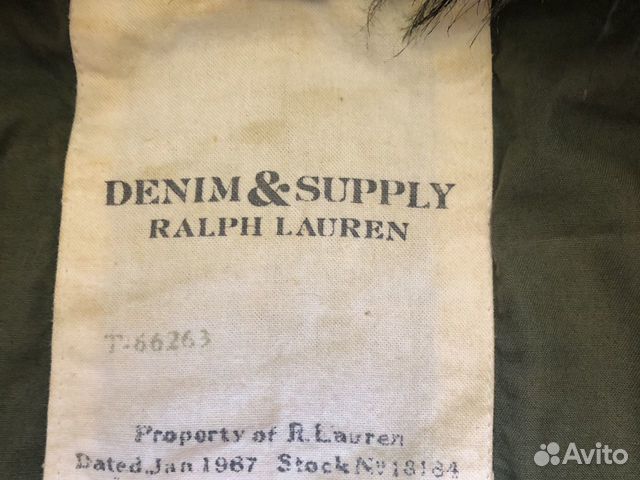 DENIM & SUPPLY
RALPH LAUREN
T-66263
Property of R.Lauren
Dated Jan 1967 Stock No 18184
Avito